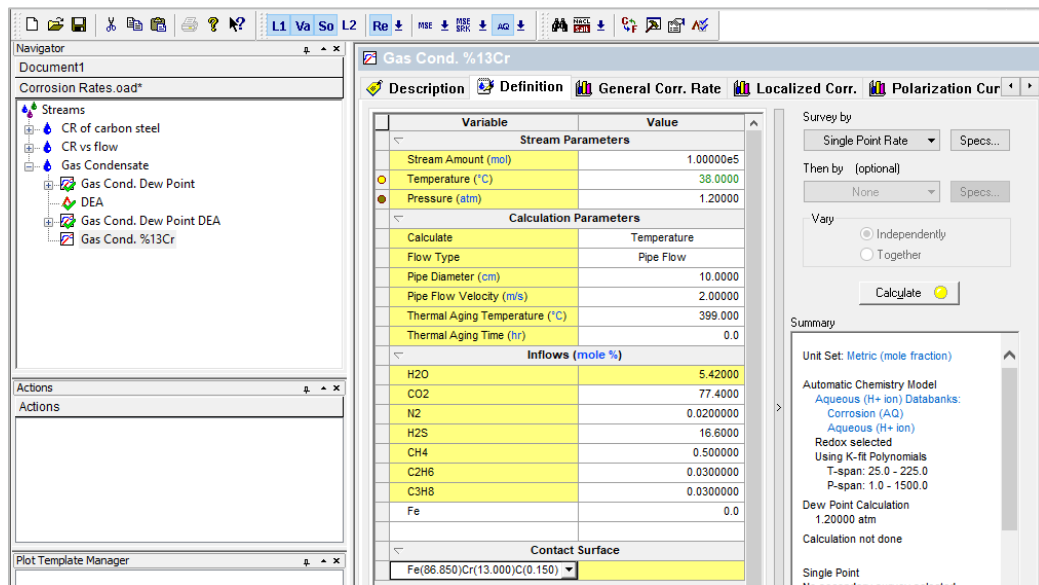 L1 Va So L2 Re MSE MSE SRK AQ
Navigator
Document1
Corrosion Rates.oad*
Streams
CR of carbon steel
CR vs flow
Gas Condensate
Gas Cond. Dew Point
DEA
Gas Cond. Dew Point DEA
Gas Cond. %13Cr
Actions
Actions
Plot Template Manager
Gas Cond. %13Cr
Description Definition General Corr. Rate Localized Corr. Polarization Cur
Variable Value
Stream Parameters
Stream Amount (mol) 1.00000e5
Temperature (°C) 38.0000
Pressure (atm) 1.20000
Calculation Parameters
Calculate Temperature
Flow Type Pipe Flow
Pipe Diameter (cm) 10.0000
Pipe Flow Velocity (m/s) 2.00000
Thermal Aging Temperature (°C) 399.000
Thermal Aging Time (hr) 0.0
Inflows (mole %)
H2O 5.42000
CO2 77.4000
N2 0.0200000
H2S 16.6000
CH4 0.500000
C2H6 0.0300000
C3H8 0.0300000
Fe 0.0
Contact Surface
Fe(86.850)Cr(13.000)C(0.150)
Survey by
Single Point Rate Specs...
Then by (optional)
None Specs...
Vary
Independently
Together
Calculate
Summary
Unit Set: Metric (mole fraction)
Automatic Chemistry Model
Aqueous (H+ ion) Databanks:
Corrosion (AQ)
Aqueous (H+ ion)
Redox selected
Using K-fit Polynomials
T-span: 25.0 - 225.0
P-span: 1.0 - 1500.0
Dew Point Calculation
1.20000 atm
Calculation not done
Single Point